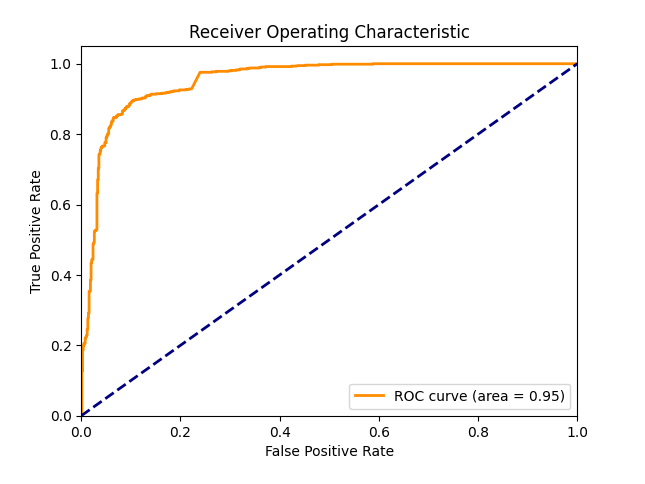 Receiver Operating Characteristic
1.0
0.8
0.6
0.4
0.2
0.0
True Positive Rate
ROC curve (area = 0.95)
0.0 0.2 0.4 0.6 0.8 1.0
False Positive Rate